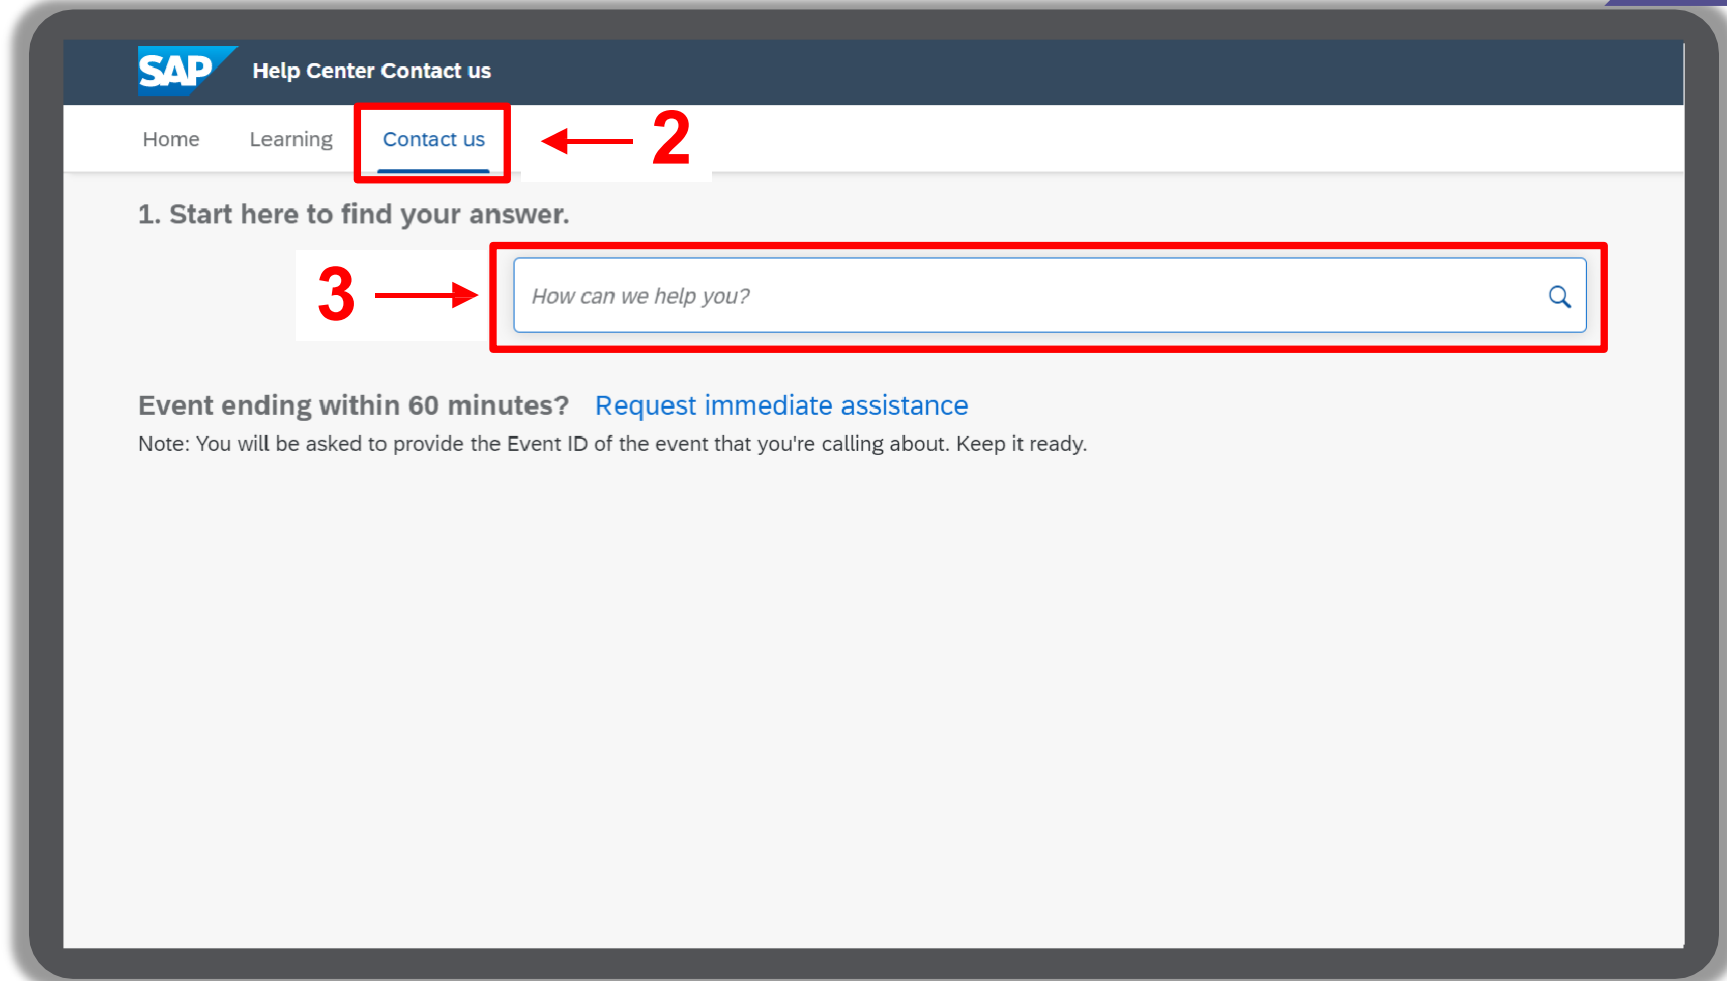 SAP Help Center Contact us
Home Learning Contact us 2
1. Start here to find your answer.
3 How can we help you?
Event ending within 60 minutes? Request immediate assistance
Note: You will be asked to provide the Event ID of the event that you're calling about. Keep it ready.